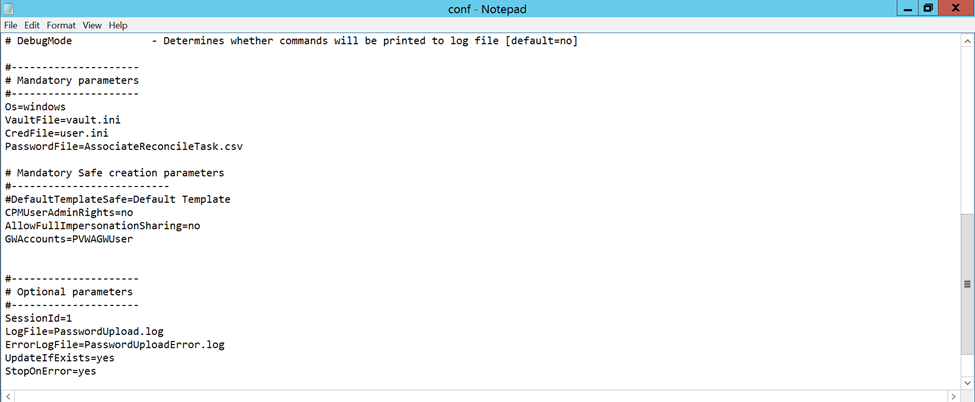 conf - Notepad
File Edit Format View Help
# DebugMode - Determines whether commands will be printed to log file [default=no]
#---------------------
# Mandatory parameters
#---------------------
Os=windows
VaultFile=vault.ini
CredFile=user.ini
PasswordFile=AssociateReconcileTask.csv
# Mandatory Safe creation parameters
#--------------------------
#DefaultTemplateSafe=Default Template
CPMUserAdminRights=no
AllowFullImpersonationSharing=no
GWAccounts=PVWAGWUser
#---------------------
# Optional parameters
#---------------------
SessionId=1
LogFile=PasswordUpload.log
ErrorLogFile=PasswordUploadError.log
UpdateIfExists=yes
StopOnError=yes